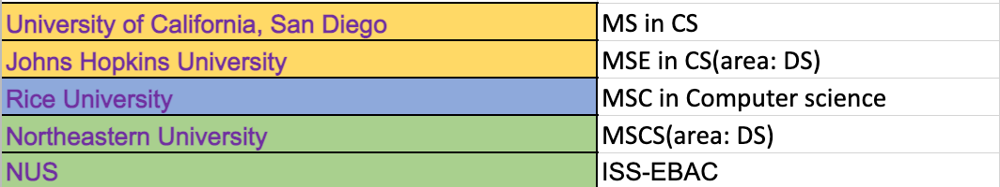 University of California, San Diego MS in CS
Johns Hopkins University MSE in CS(area: DS)
Rice University MSC in Computer science
Northeastern University MSCS(area: DS)
NUS ISS-EBAC